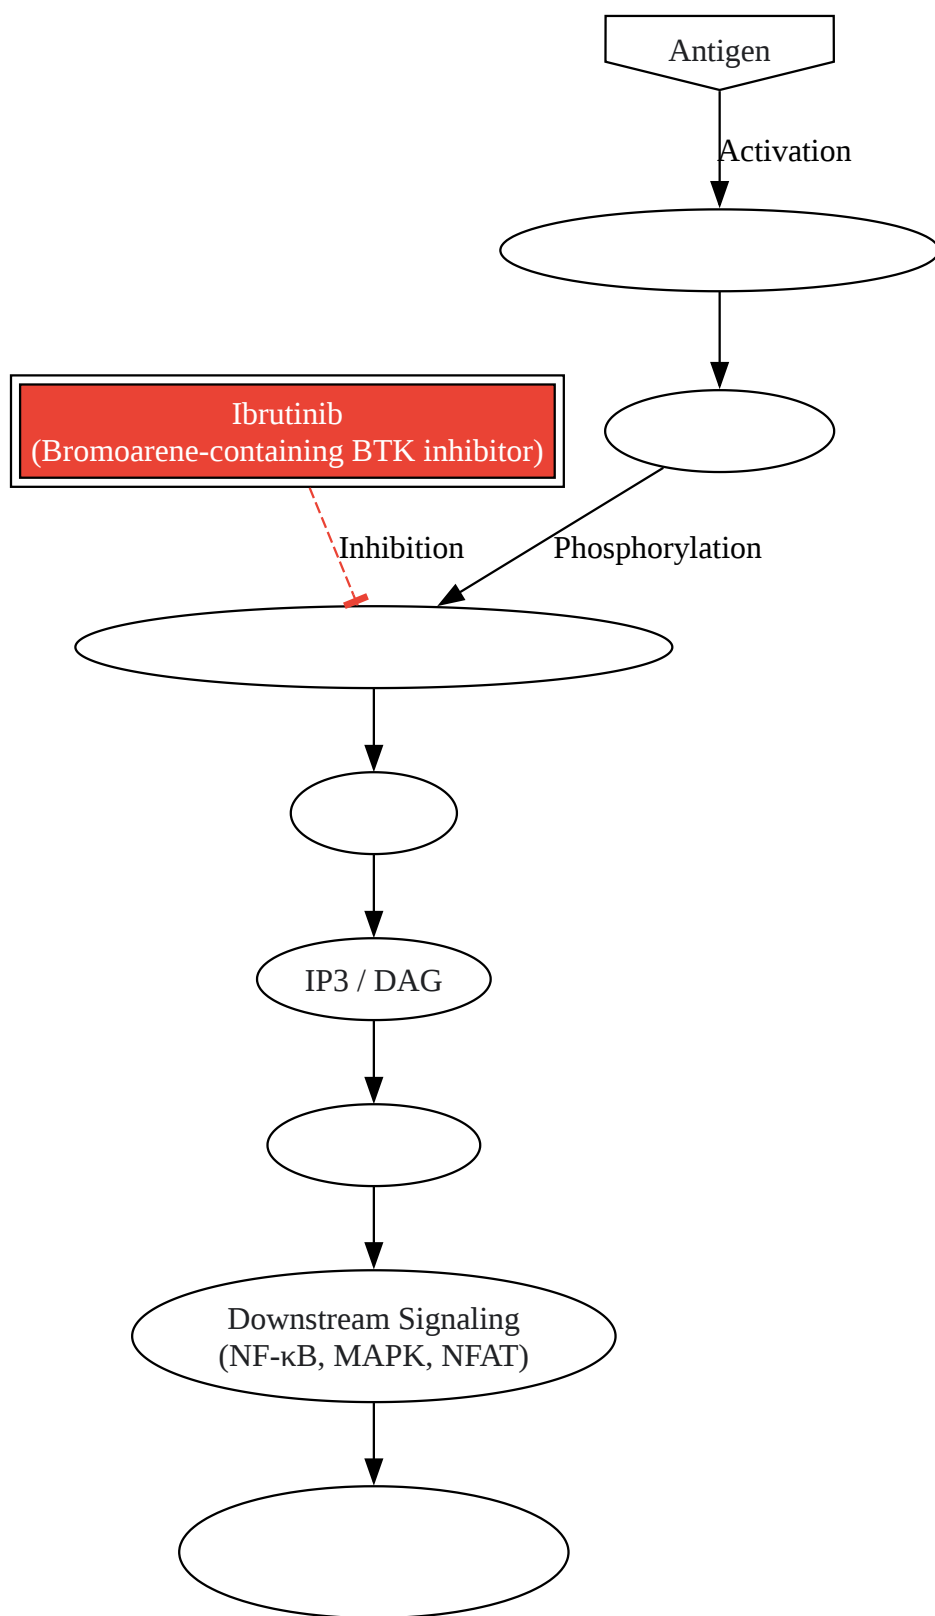 Antigen
Activation
Ibrutinib
(Bromoarene-containing BTK inhibitor)
Inhibition
Phosphorylation
IP3 / DAG
Downstream Signaling
(NF-κB, MAPK, NFAT)